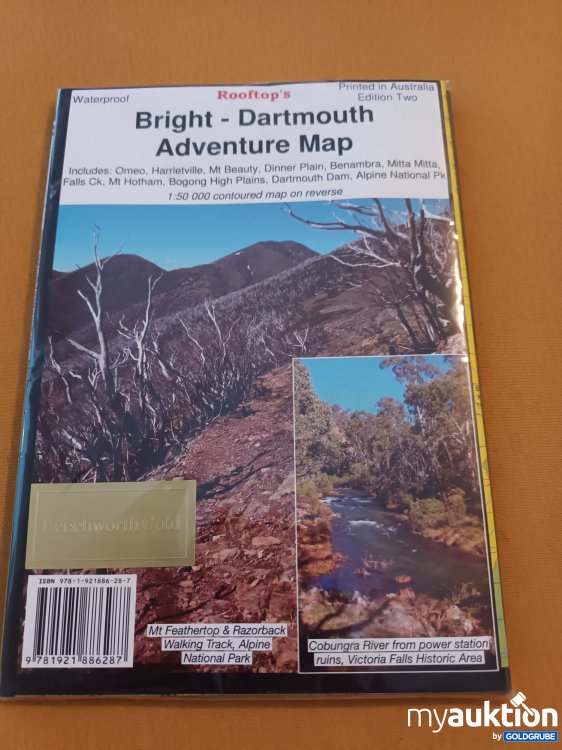 Waterproof
Rooftop's
Printed in Australia
Edition Two
Bright - Dartmouth
Adventure Map
Includes: Omeo, Harrietville, Mt Beauty, Dinner Plain, Benambra, Mitta Mitta,
Falls Ck, Mt Hotham, Bogong High Plains, Dartmouth Dam, Alpine National Pk
1:50 000 contoured map on reverse
Beechworth Gold
ISBN 978-1-921886-28-7
9 781921 886287
Mt Feathertop & Razorback
Walking Track, Alpine
National Park
Cobungra River from power station
ruins, Victoria Falls Historic Area
myauktion
by GOLDGRUBE